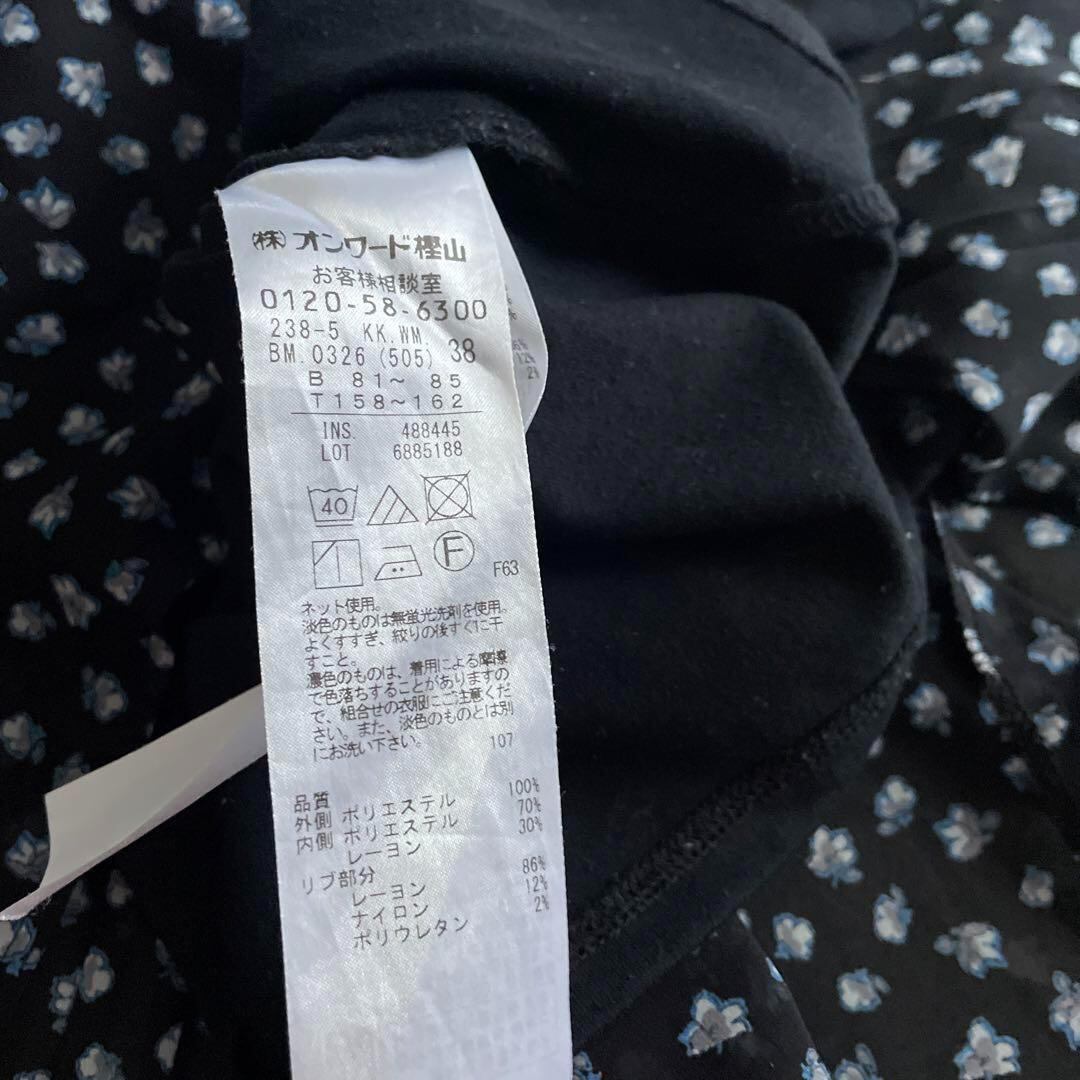 (株)オンワード樫山
お客様相談室
0120-58-6300
238-5 KK.WM.
BM.0326 (505) 38
B 81～ 85
T158～162
INS. 488445
LOT 6885188
40
F
F63
ネット使用。
淡色のものは無蛍光洗剤を使用。
よくすすぎ、絞りの後すぐに干
すこと。
濃色のものは、着用による摩擦
で色落ちすることがありますの
で、組合せの衣服にご注意くだ
さい。また、淡色のものとは別
にお洗い下さい。 107
品質
外側 ポリエステル 100%
内側 ポリエステル 70%
レーヨン 30%
リブ部分
レーヨン 86%
ナイロン 12%
ポリウレタン 2%
12%
2%